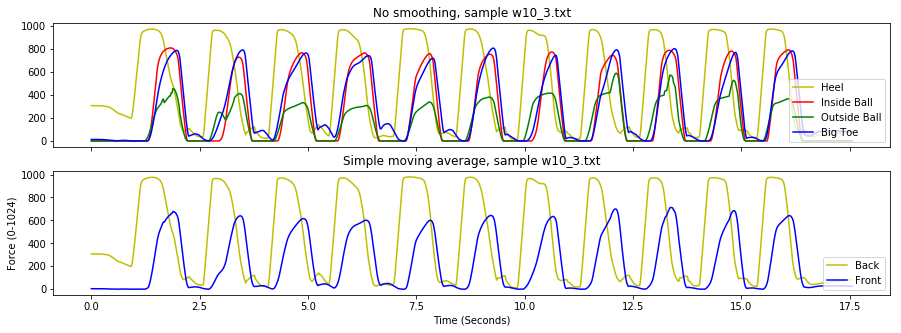 No smoothing, sample w10_3.txt
1000
800
600
400
200
0
Heel
Inside Ball
Outside Ball
Big Toe
Simple moving average, sample w10_3.txt
Force (0-1024)
1000
800
600
400
200
0
Back
Front
0.0 2.5 5.0 7.5 10.0 12.5 15.0 17.5
Time (Seconds)